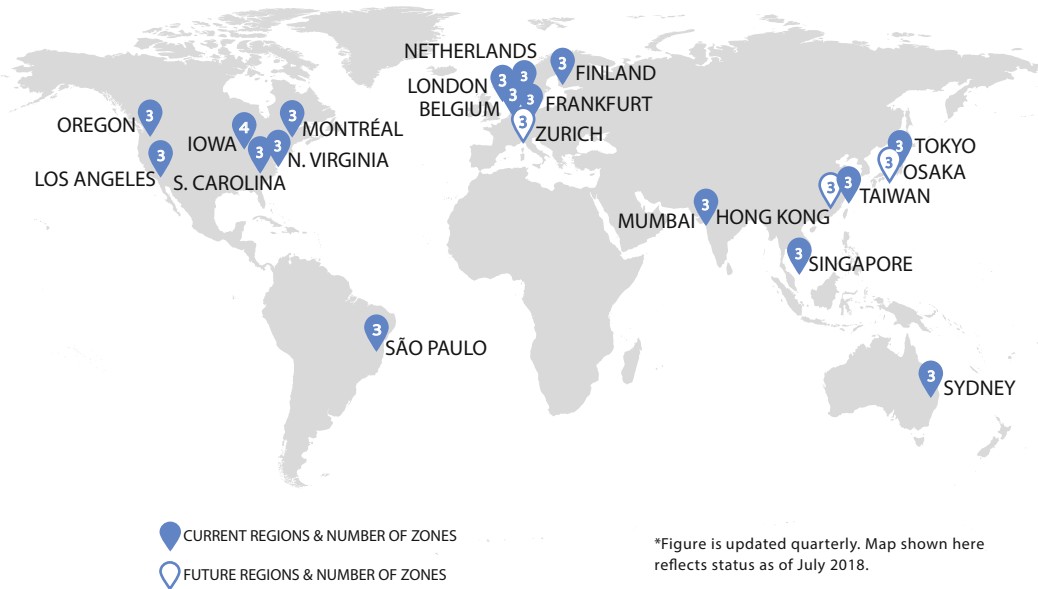 NETHERLANDS
3
3
3
FINLAND
LONDON
3
3
FRANKFURT
BELGIUM
3
ZURICH
3
OREGON
4
IOWA
3
MONTRÉAL
3
LOS ANGELES
3
S. CAROLINA
3
N. VIRGINIA
3
TOKYO
3
OSAKA
3
3
TAIWAN
HONG KONG
3
MUMBAI
3
SINGAPORE
3
SÃO PAULO
3
SYDNEY
CURRENT REGIONS & NUMBER OF ZONES
FUTURE REGIONS & NUMBER OF ZONES
*Figure is updated quarterly. Map shown here
reflects status as of July 2018.